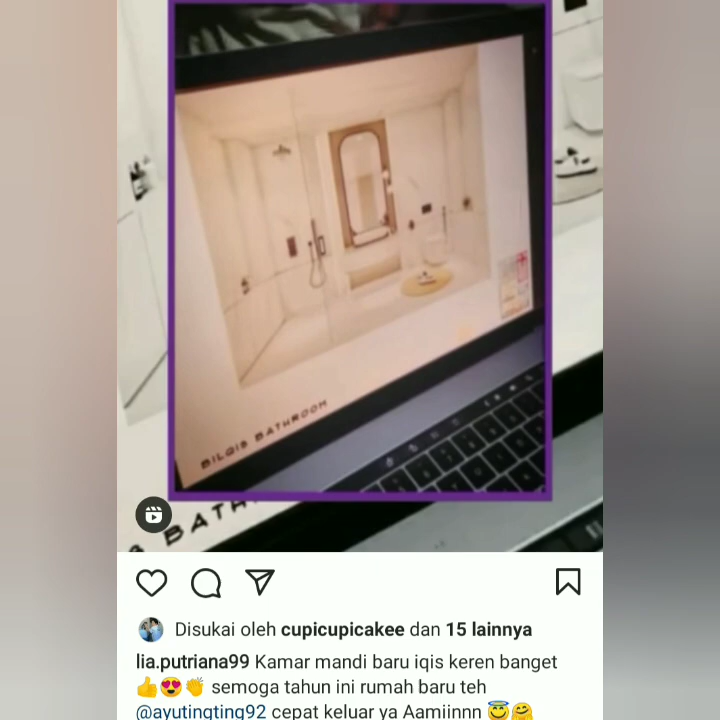 BILQIS BATHROOM
BATH
Disukai oleh cupicupicakee dan 15 lainnya
lia.putriana99 Kamar mandi baru iqis keren banget
👍😍👏 semoga tahun ini rumah baru teh
@ayutingting92 cepat keluar ya Aamiinnn 😇🤗